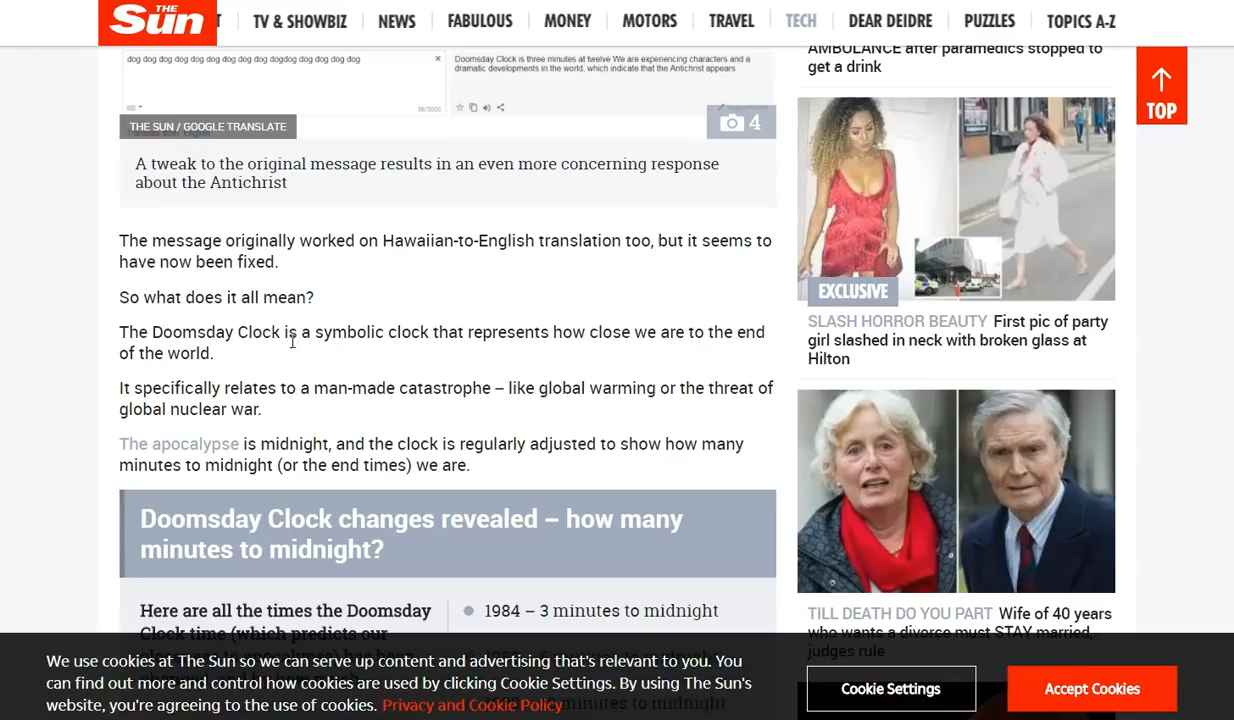 THE
Sun
TV & SHOWBIZ
NEWS
FABULOUS
MONEY
MOTORS
TRAVEL
TECH
DEAR DEIDRE
PUZZLES
TOPICS A-Z
dog dog dog dog dog dog dog dog dog dog dogdog dog dog dog dog
58/5000
Doomsday Clock is three minutes at twelve We are experiencing characters and a
dramatic developments in the world, which indicate that the Antichrist appears
THE SUN / GOOGLE TRANSLATE
4
A tweak to the original message results in an even more concerning response
about the Antichrist
The message originally worked on Hawaiian-to-English translation too, but it seems to
have now been fixed.
So what does it all mean?
The Doomsday Clock is a symbolic clock that represents how close we are to the end
of the world.
It specifically relates to a man-made catastrophe – like global warming or the threat of
global nuclear war.
The apocalypse is midnight, and the clock is regularly adjusted to show how many
minutes to midnight (or the end times) we are.
Doomsday Clock changes revealed – how many
minutes to midnight?
Here are all the times the Doomsday
Clock time (which predicts our
1984 – 3 minutes to midnight
AMBULANCE after paramedics stopped to
get a drink
TOP
EXCLUSIVE
SLASH HORROR BEAUTY First pic of party
girl slashed in neck with broken glass at
Hilton
TILL DEATH DO YOU PART Wife of 40 years
who wants a divorce must STAY married,
judges rule
We use cookies at The Sun so we can serve up content and advertising that's relevant to you. You
can find out more and control how cookies are used by clicking Cookie Settings. By using The Sun's
website, you're agreeing to the use of cookies. Privacy and Cookie Policy
Cookie Settings
Accept Cookies